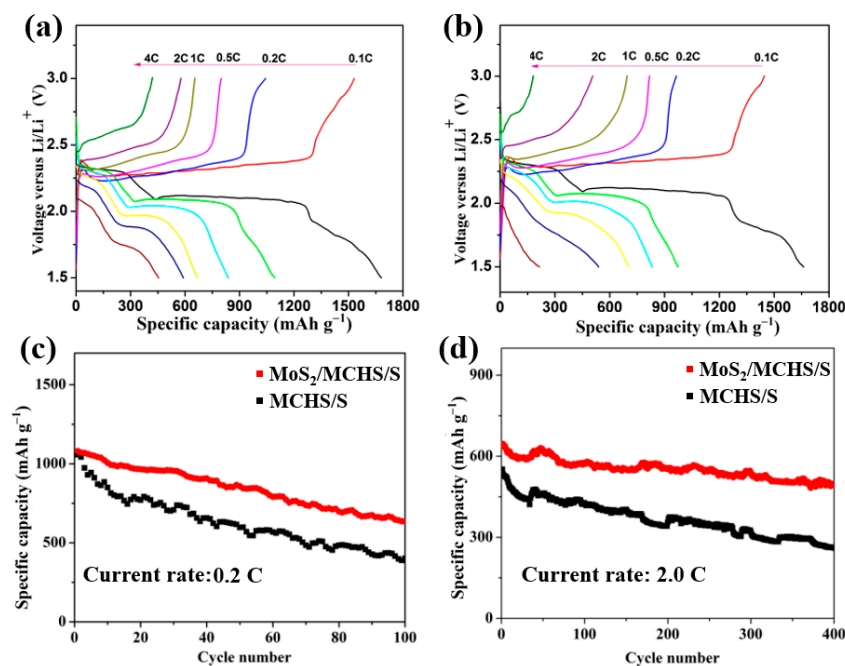 (a)
4C 2C 1C 0.5C 0.2C 0.1C
3.0
2.5
2.0
1.5
Voltage versus Li/Li⁺ (V)
0 300 600 900 1200 1500 1800
Specific capacity (mAh g⁻¹)
(b)
4C 2C 1C 0.5C 0.2C 0.1C
3.0
2.5
2.0
1.5
Voltage versus Li/Li⁺ (V)
0 300 600 900 1200 1500 1800
Specific capacity (mAh g⁻¹)
(c)
1500
1000
500
0
Specific capacity (mAh g⁻¹)
MoS₂/MCHS/S
MCHS/S
Current rate:0.2 C
0 20 40 60 80 100
Cycle number
(d)
900
600
300
0
Specific capacity (mAh g⁻¹)
MoS₂/MCHS/S
MCHS/S
Current rate: 2.0 C
0 100 200 300 400
Cycle number